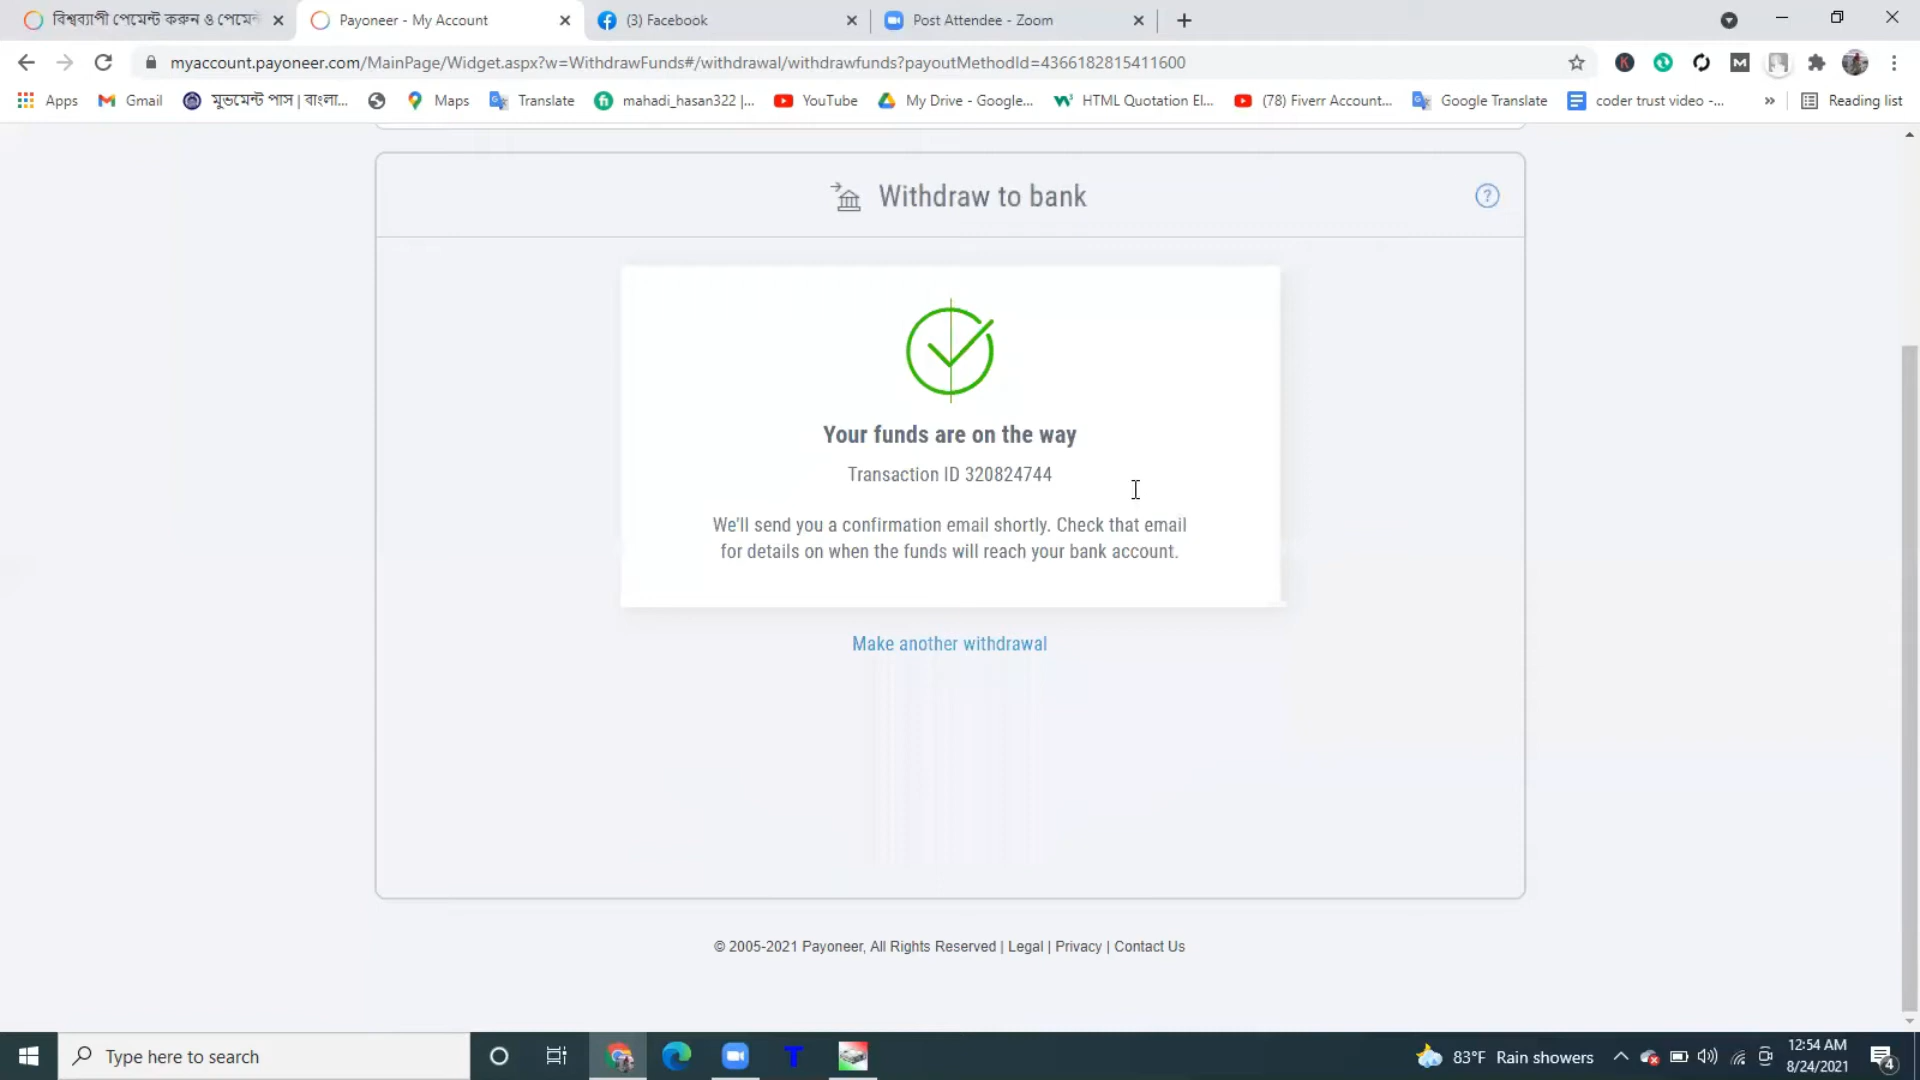 বিশ্বব্যাপী পেমেন্ট করুন ও পেমেন্ট
Payoneer - My Account
(3) Facebook
Post Attendee - Zoom
myaccount.payoneer.com/MainPage/Widget.aspx?w=WithdrawFunds#/withdrawal/withdrawfunds?payoutMethodId=4366182815411600
Apps
Gmail
মুভমেন্ট পাস | বাংলা...
Maps
Translate
mahadi_hasan322 |...
YouTube
My Drive - Google...
HTML Quotation El...
(78) Fiverr Account...
Google Translate
coder trust video -...
»
Reading list
Withdraw to bank
?
Your funds are on the way
Transaction ID 320824744
We'll send you a confirmation email shortly. Check that email
for details on when the funds will reach your bank account.
Make another withdrawal
© 2005-2021 Payoneer, All Rights Reserved | Legal | Privacy | Contact Us
Type here to search
83°F Rain showers
12:54 AM
8/24/2021
4